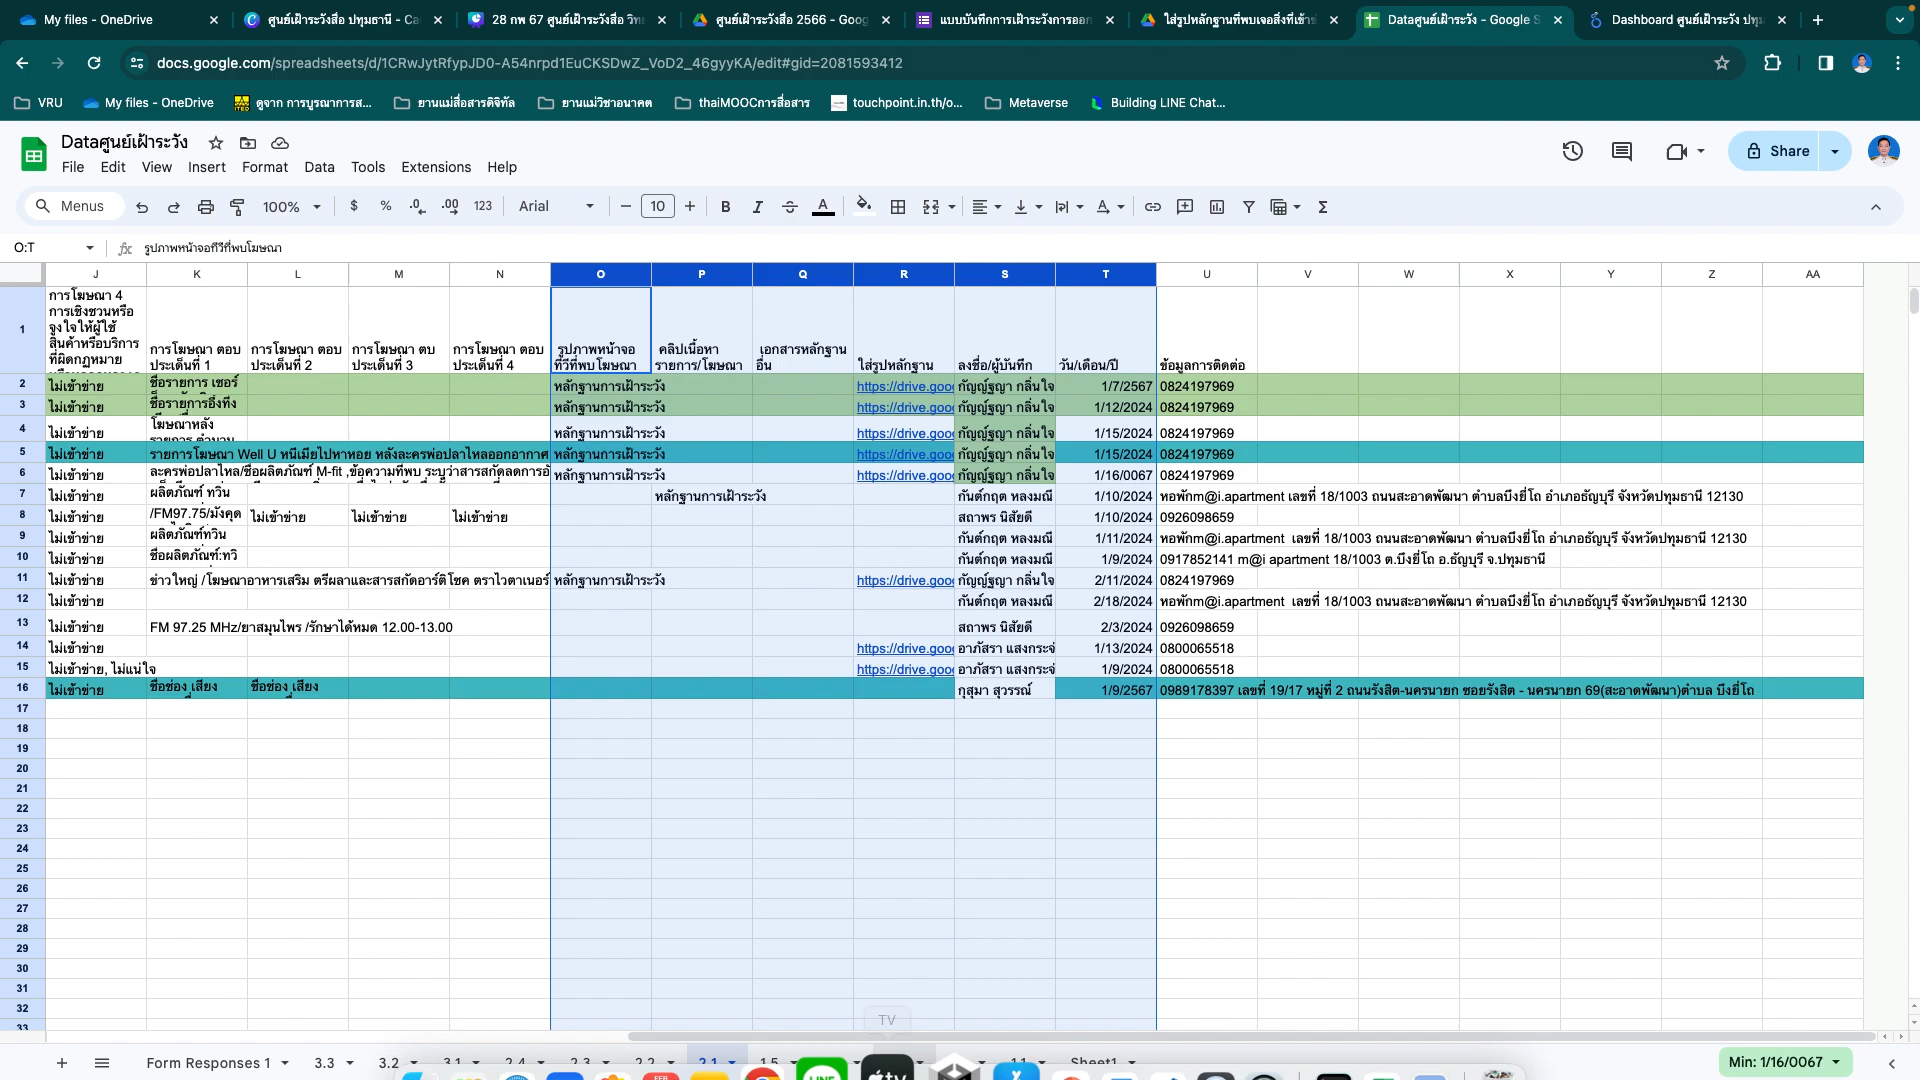 My files - OneDrive
ศูนย์เฝ้าระวังสื่อ ปทุมธานี - Ca
28 กพ 67 ศูนย์เฝ้าระวังสื่อ วิท
ศูนย์เฝ้าระวังสื่อ 2566 - Goog
แบบบันทึกการเฝ้าระวังการออก
ใส่รูปหลักฐานที่พบเจอสิ่งที่เข้าข
Dataศูนย์เฝ้าระวัง - Google S
Dashboard ศูนย์เฝ้าระวัง ปทุม
docs.google.com/spreadsheets/d/1CRwJytRfypJD0-A54nrpd1EuCKSDwZ_VoD2_46gyyKA/edit#gid=2081593412
VRU
My files - OneDrive
ดูจาก การบูรณาการส...
ยานแม่สื่อสารดิจิทัล
ยานแม่วิชาอนาคต
thaiMOOCการสื่อสาร
touchpoint.in.th/o...
Metaverse
Building LINE Chat...
Dataศูนย์เฝ้าระวัง
File Edit View Insert Format Data Tools Extensions Help
Share
Menus 100% $ % .0 .00 123 Arial 10 B I A
O:T รูปภาพหน้าจอทีวีที่พบโฆษณา
J K L M N O P Q R S T U V W X Y Z AA
1
การโฆษณา 4
การเชิงชวนหรือ
จูงใจให้ผู้ใช้
สินค้าหรือบริการ
ที่ผิดกฎหมาย
การโฆษณา ตอบ
ประเด็นที่ 1
การโฆษณา ตอบ
ประเด็นที่ 2
การโฆษณา ตบ
ประเด็นที่ 3
การโฆษณา ตอบ
ประเด็นที่ 4
รูปภาพหน้าจอ
ทีวีที่พบโฆษณา
คลิปเนื้อหา
รายการ/โฆษณา
เอกสารหลักฐาน
อื่น
ใส่รูปหลักฐาน
ลงชื่อ/ผู้บันทึก
วัน/เดือน/ปี
ข้อมูลการติดต่อ
2 ไม่เข้าข่าย ชื่อรายการ เชอร์ หลักฐานการเฝ้าระวัง https://drive.goo กัญญ์ฐญา กลิ่นใจ 1/7/2567 0824197969
3 ไม่เข้าข่าย ชื่อรายการอึ้งทึ่ง หลักฐานการเฝ้าระวัง https://drive.goo กัญญ์ฐญา กลิ่นใจ 1/12/2024 0824197969
4 ไม่เข้าข่าย โฆษณาหลัง หลักฐานการเฝ้าระวัง https://drive.goo กัญญ์ฐญา กลิ่นใจ 1/15/2024 0824197969
5 ไม่เข้าข่าย รายการโฆษณา Well U หนีเมียไปหาหอย หลังละครพ่อปลาไหลออกอากาศ หลักฐานการเฝ้าระวัง https://drive.goo กัญญ์ฐญา กลิ่นใจ 1/15/2024 0824197969
6 ไม่เข้าข่าย ละครพ่อปลาไหล/ชื่อผลิตภัณฑ์ M-fit ,ข้อความที่พบ ระบุว่าสารสกัดลดการอั หลักฐานการเฝ้าระวัง https://drive.goo กัญญ์ฐญา กลิ่นใจ 1/16/0067 0824197969
7 ไม่เข้าข่าย ผลิตภัณฑ์ ทวิน หลักฐานการเฝ้าระวัง กันต์กฤต หลงมณี 1/10/2024 หอพักm@i.apartment เลขที่ 18/1003 ถนนสะอาดพัฒนา ตำบลบึงยี่โถ อำเภอธัญบุรี จังหวัดปทุมธานี 12130
8 ไม่เข้าข่าย /FM97.75/มังคุด ไม่เข้าข่าย ไม่เข้าข่าย ไม่เข้าข่าย สถาพร นิสัยดี 1/10/2024 0926098659
9 ไม่เข้าข่าย ผลิตภัณฑ์ทวิน กันต์กฤต หลงมณี 1/11/2024 หอพักm@i.apartment เลขที่ 18/1003 ถนนสะอาดพัฒนา ตำบลบึงยี่โถ อำเภอธัญบุรี จังหวัดปทุมธานี 12130
10 ไม่เข้าข่าย ชื่อผลิตภัณฑ์:ทวิ กันต์กฤต หลงมณี 1/9/2024 0917852141 m@i apartment 18/1003 ต.บึงยี่โถ อ.ธัญบุรี จ.ปทุมธานี
11 ไม่เข้าข่าย ข่าวใหญ่ /โฆษณาอาหารเสริม ตรีผลาและสารสกัดอาร์ติโชค ตราไวตาเนอร์ หลักฐานการเฝ้าระวัง https://drive.goo กัญญ์ฐญา กลิ่นใจ 2/11/2024 0824197969
12 ไม่เข้าข่าย กันต์กฤต หลงมณี 2/18/2024 หอพักm@i.apartment เลขที่ 18/1003 ถนนสะอาดพัฒนา ตำบลบึงยี่โถ อำเภอธัญบุรี จังหวัดปทุมธานี 12130
13 ไม่เข้าข่าย FM 97.25 MHz/ยาสมุนไพร /รักษาได้หมด 12.00-13.00 สถาพร นิสัยดี 2/3/2024 0926098659
14 ไม่เข้าข่าย https://drive.goo อาภัสรา แสงกระจ่ 1/13/2024 0800065518
15 ไม่เข้าข่าย, ไม่แน่ใจ https://drive.goo อาภัสรา แสงกระจ่ 1/9/2024 0800065518
16 ไม่เข้าข่าย ชื่อช่อง เสียง ชื่อช่อง เสียง กุสุมา สุวรรณ์ 1/9/2567 0989178397 เลขที่ 19/17 หมู่ที่ 2 ถนนรังสิต-นครนายก ซอยรังสิต - นครนายก 69(สะอาดพัฒนา)ตำบล บึงยี่โถ
17
18
19
20
21
22
23
24
25
26
27
28
29
30
31
32
33
TV
Form Responses 1 3.3 3.2 3.1 2.4 2.3 2.2 2.1 1.5 1.1 Sheet1
Min: 1/16/0067
FEB
LINE
tv